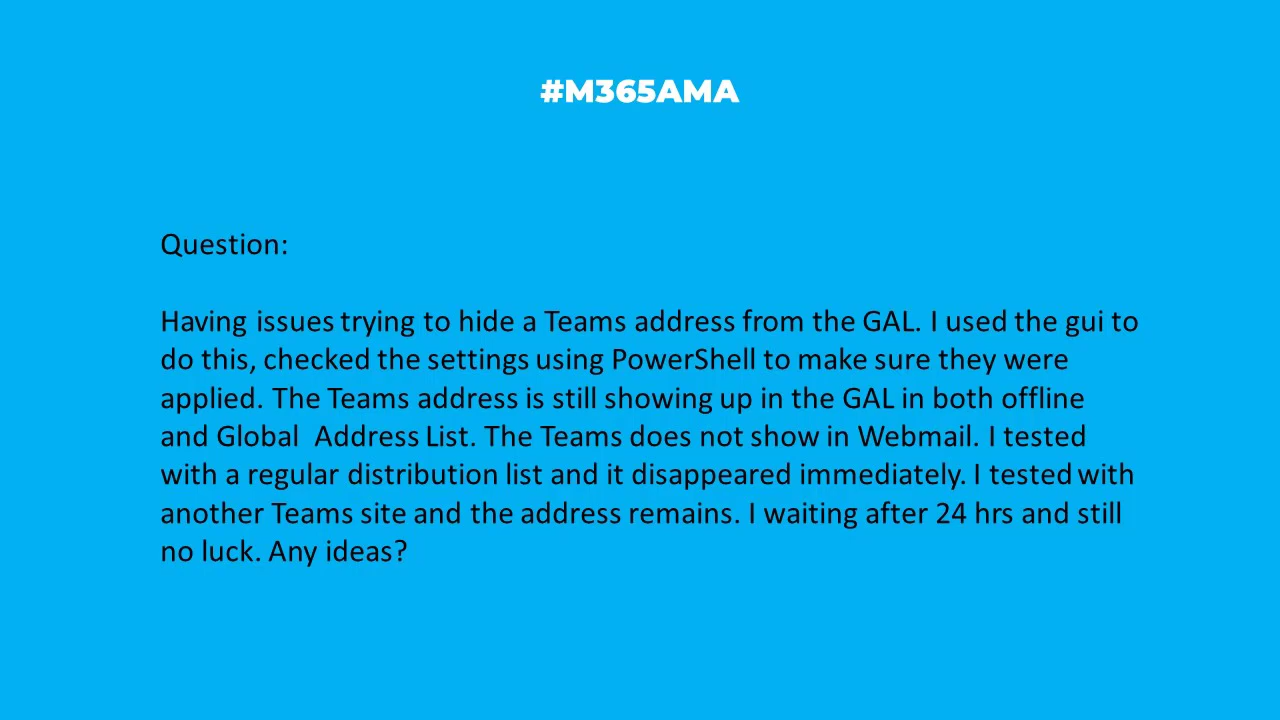 #M365AMA
Question:
Having issues trying to hide a Teams address from the GAL. I used the gui to
do this, checked the settings using PowerShell to make sure they were
applied. The Teams address is still showing up in the GAL in both offline
and Global  Address List. The Teams does not show in Webmail. I tested
with a regular distribution list and it disappeared immediately. I tested with
another Teams site and the address remains. I waiting after 24 hrs and still
no luck. Any ideas?